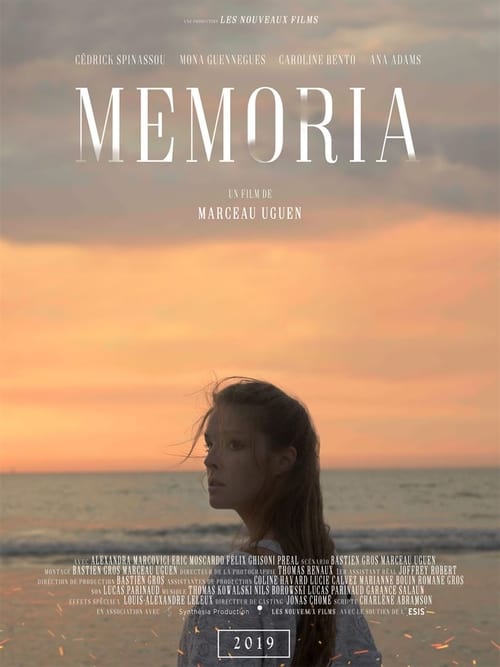 UNE PRODUCTION LES NOUVEAUX FILMS
CÉDRICK SPINASSOU MONA GUENNEGUES CAROLINE BENTO ANA ADAMS
MEMORIA
UN FILM DE
MARCEAU UGUEN
AVEC ALEXANDRA MARCOVICI ERIC MOSCARDO FELIX GHISONI PREAL SCÉNARIO BASTIEN GROS MARCEAU UGUEN
MONTAGE BASTIEN GROS MARCEAU UGUEN DIRECTEUR DE LA PHOTOGRAPHIE THOMAS RENAUX 1ER ASSISTANT RÉAL JOFFREY ROBERT
DIRECTION DE PRODUCTION BASTIEN GROS ASSISTANTES DE PRODUCTION COLINE HAVARD LUCIE CALVEZ MARIANNE BOUIN ROMANE GROS
SON LUCAS PARINAUD MUSIQUE THOMAS KOWALSKI NILS BOROWSKI LUCAS PARINAUD GARANCE SALAUN
EFFETS SPÉCIAUX LOUIS-ALEXANDRE LELEUX DIRECTEUR DE CASTING JONAS CHOMÉ SCRIPTE CHARLÈNE ABRAMSON
EN ASSOCIATION AVEC Synthésia Production LES NOUVEAUX FILMS AVEC LE SOUTIEN DE L'ESIS
2019